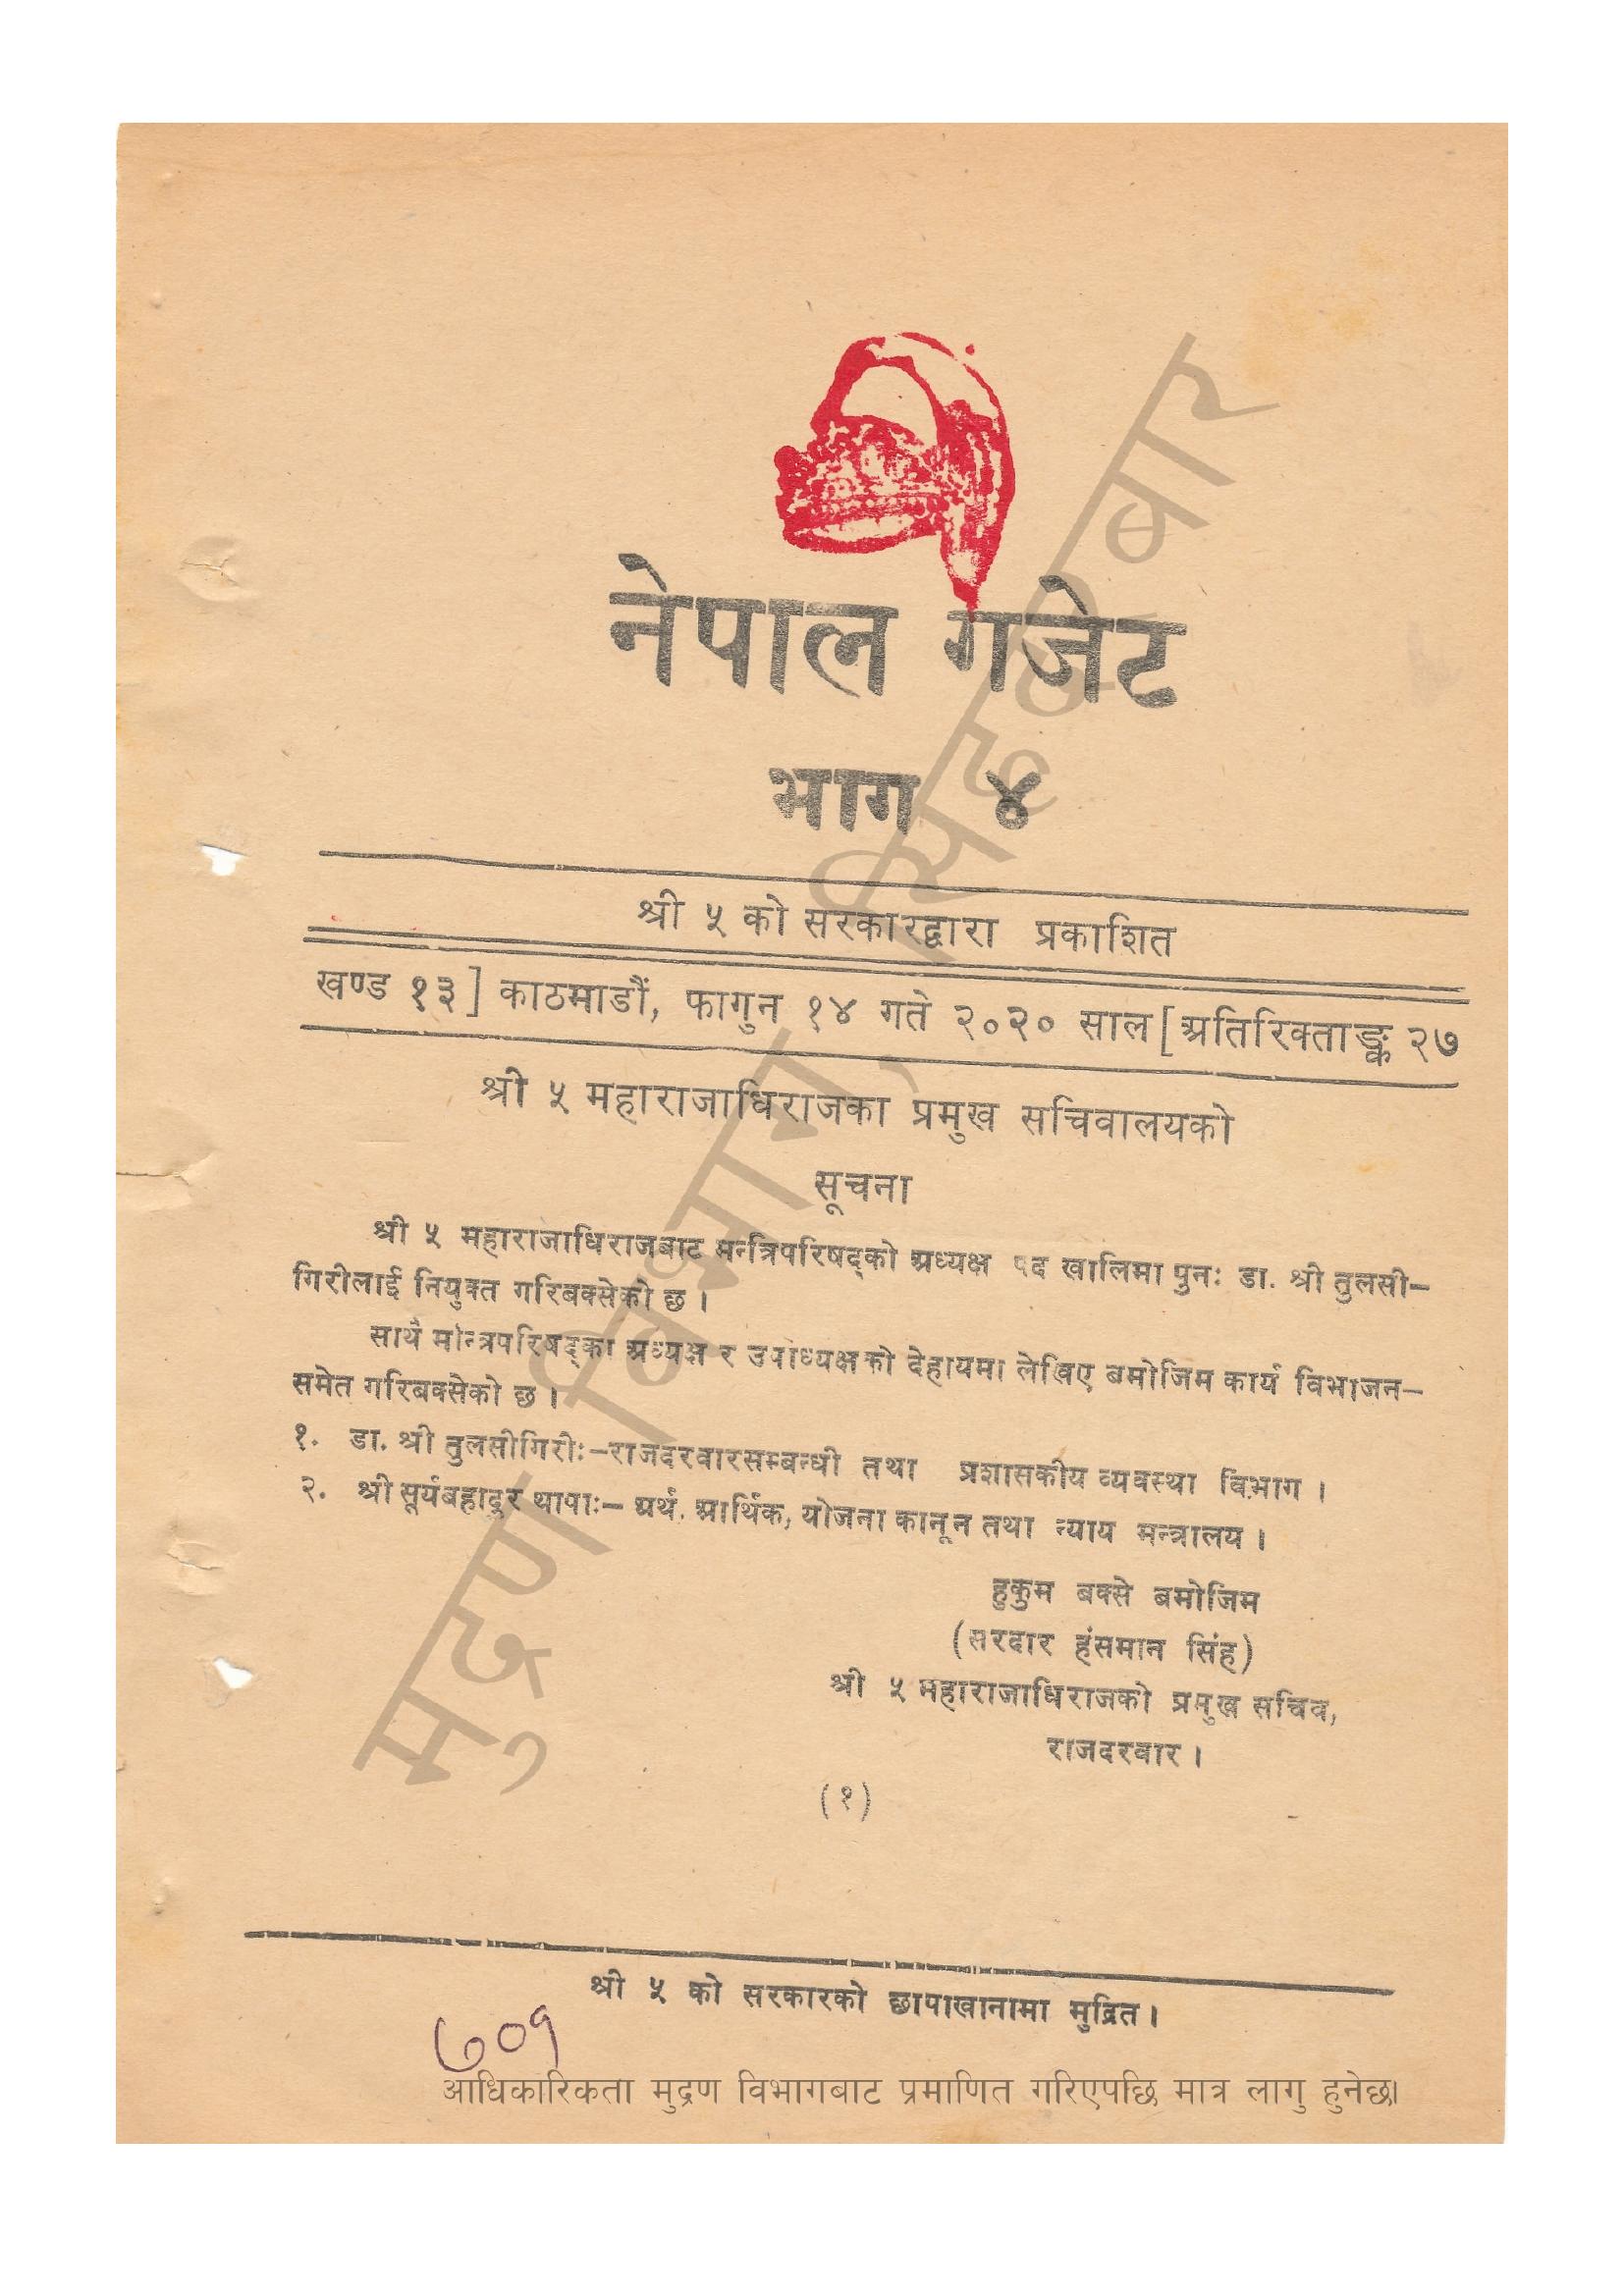 नेपाल गजेट
भाग ४
श्री ५ को सरकारद्वारा प्रकाशित
खण्ड १३] काठमाडौं, फागुन १४ गते २०२० साल [अतिरिक्ताङ्क २७
श्री ५ महाराजाधिराजका प्रमुख सचिवालयको
सूचना
श्री ५ महाराजाधिराजबाट मन्त्रिपरिषद्को अध्यक्ष पद खालिमा पुनः डा. श्री तुलसी–
गिरीलाई नियुक्त गरिबक्सेको छ ।
साथै मन्त्रिपरिषद्का अध्यक्ष र उपाध्यक्षको देहायमा लेखिए बमोजिम कार्य विभाजन–
समेत गरिबक्सेको छ ।
१. डा. श्री तुलसीगिरीः–राजदरवारसम्बन्धी तथा प्रशासकीय व्यवस्था विभाग ।
२. श्री सूर्यबहादुर थापाः– अर्थ. आर्थिक, योजना कानून तथा न्याय मन्त्रालय ।
हुकुम बक्से बमोजिम
(सरदार हंसमान सिंह)
श्री ५ महाराजाधिराजको प्रमुख सचिव,
राजदरवार ।
(१)
श्री ५ को सरकारको छापाखानामा मुद्रित ।
७०१
आधिकारिकता मुद्रण विभागबाट प्रमाणित गरिएपछि मात्र लागु हुनेछ।
मुद्रण विभाग, सिंहदरबार